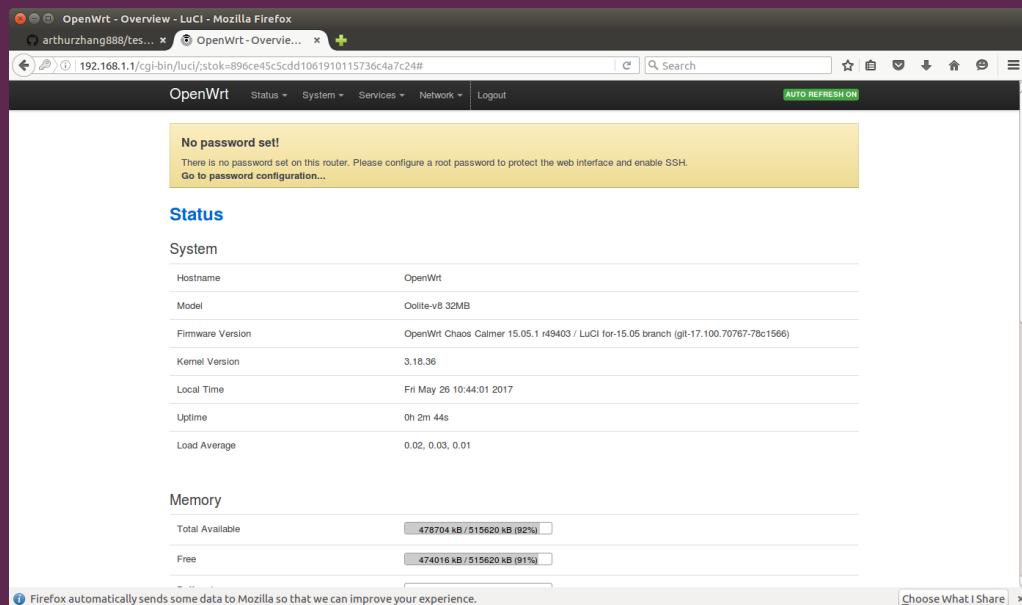 OpenWrt - Overview - LuCI - Mozilla Firefox
arthurzhang888/tes... × OpenWrt - Overvie... ×
192.168.1.1/cgi-bin/luci/;stok=896ce45c5cdd1061910115736c4a7c24# Search
OpenWrt Status System Services Network Logout AUTO REFRESH ON
No password set!
There is no password set on this router. Please configure a root password to protect the web interface and enable SSH.
Go to password configuration...
Status
System
Hostname OpenWrt
Model Oolite-v8 32MB
Firmware Version OpenWrt Chaos Calmer 15.05.1 r49403 / LuCI for-15.05 branch (git-17.100.70767-78c1566)
Kernel Version 3.18.36
Local Time Fri May 26 10:44:01 2017
Uptime 0h 2m 44s
Load Average 0.02, 0.03, 0.01
Memory
Total Available 478704 kB / 515620 kB (92%)
Free 474016 kB / 515620 kB (91%)
Firefox automatically sends some data to Mozilla so that we can improve your experience. Choose What I Share ×